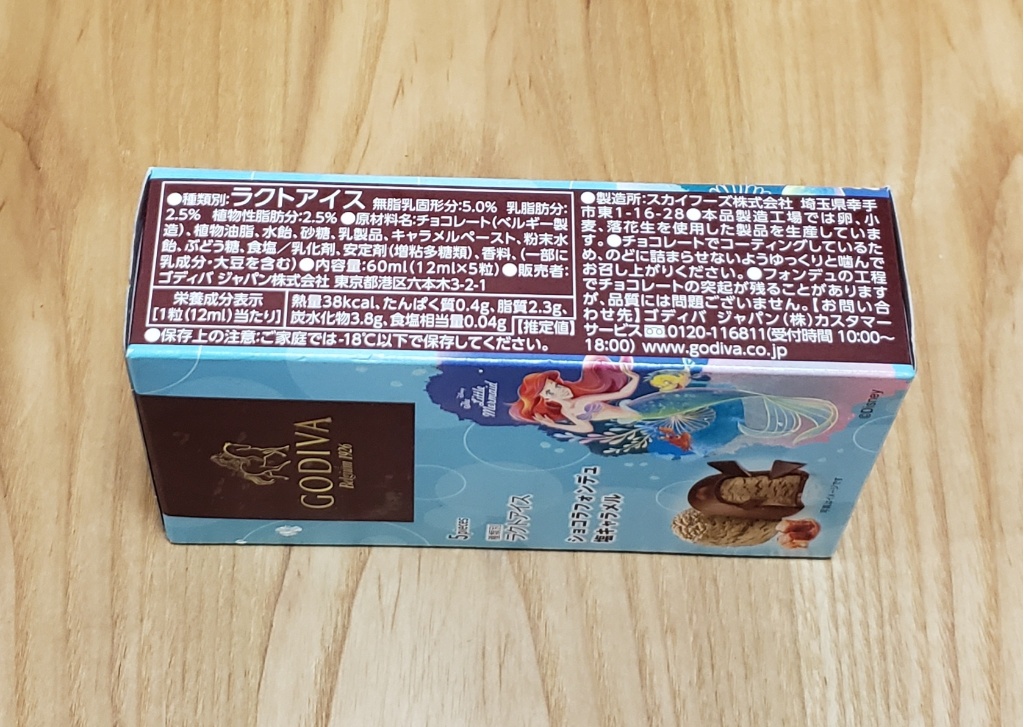 ●種類別:ラクトアイス 無脂乳固形分:5.0% 乳脂肪分:
2.5% 植物性脂肪分:2.5% ●原材料名:チョコレート(ベルギー製
造)、植物油脂、水飴、砂糖、乳製品、キャラメルペースト、粉末水
飴、ぶどう糖、食塩/乳化剤、安定剤(増粘多糖類)、香料、(一部に
乳成分・大豆を含む)●内容量:60ml(12ml×5粒)●販売者:
ゴディバ ジャパン株式会社 東京都港区六本木3-2-1
栄養成分表示
[1粒(12ml)当たり]
熱量38kcal、たんぱく質0.4g、脂質2.3g、
炭水化物3.8g、食塩相当量0.04g
【推定値】
●保存上の注意:ご家庭では-18℃以下で保存してください。
●製造所:スカイフーズ株式会社 埼玉県幸手
市東1-16-28●本品製造工場では卵、小
麦、落花生を使用した製品を生産していま
す。●チョコレートでコーティングしているた
め、のどに詰まらせないようゆっくりと噛んで
お召し上がりください。●フォンデュの工程
でチョコレートの突起が残ることがあります
が、品質には問題ございません。【お問い合
わせ先】ゴディバ ジャパン(株)カスタマー
サービス 0120-116811(受付時間 10:00〜
18:00) www.godiva.co.jp
GODIVA
Belgium 1926
5 pieces
種類別
ラクトアイス
Disney
The Little
Mermaid
ショコラフォンデュ
塩キャラメル
©Disney
写真はイメージです